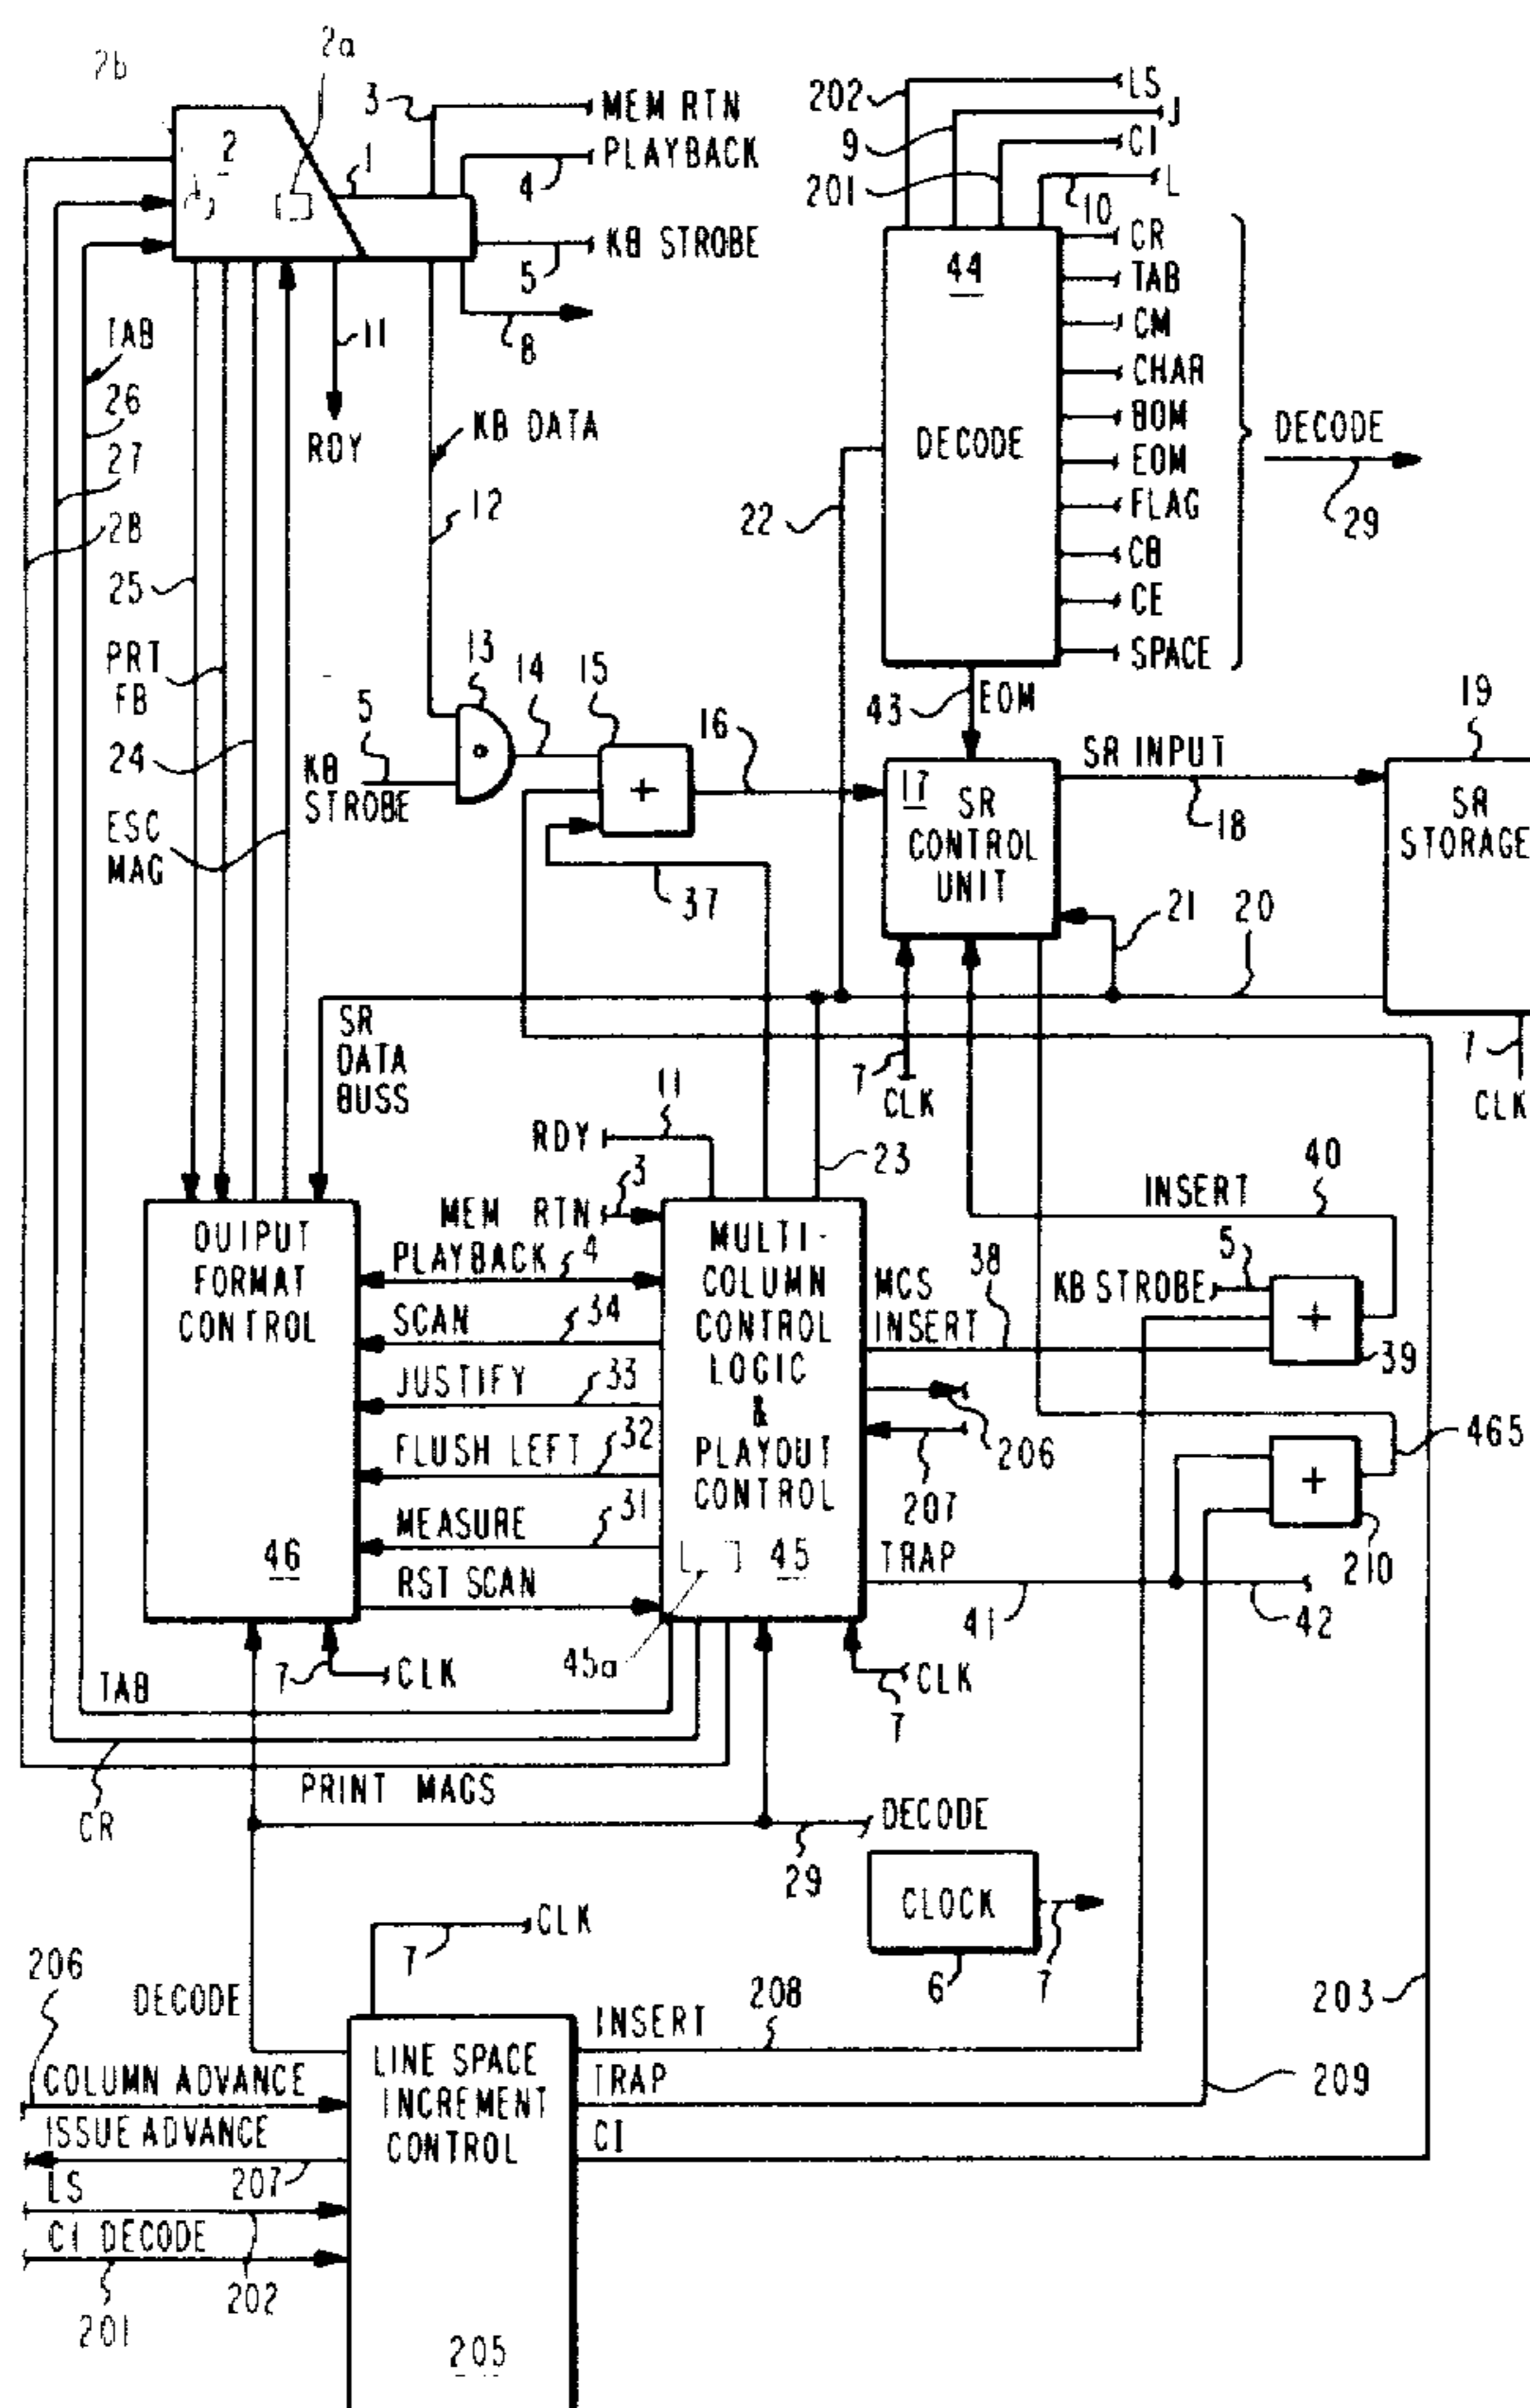 2b
2a
2
1
3
MEM RTN
PLAYBACK
4
KB STROBE
5
8
11
RDY
KB DATA
12
TAB
26
27
28
25
PRT
FB
24
ESC
MAG
202
LS
9
J
CI
201
L
10
44
DECODE
CR
TAB
CM
CHAR
BOM
EOM
FLAG
CB
CE
SPACE
DECODE
29
22
43
EOM
13
14
15
16
5
KB
STROBE
+
37
17
SR
CONTROL
UNIT
SR INPUT
18
19
SR
STORAGE
21
20
7
CLK
7
CLK
SR
DATA
BUSS
11
RDY
23
3
MEM RTN
PLAYBACK
4
SCAN
34
JUSTIFY
33
FLUSH LEFT
32
MEASURE
31
RST SCAN
OUTPUT
FORMAT
CONTROL
46
MULTI-
COLUMN
CONTROL
LOGIC
&
PLAYOUT
CONTROL
45
45a
MCS
INSERT
38
INSERT
40
5
KB STROBE
+
39
206
207
465
+
210
TRAP
41
42
7
CLK
7
CLK
TAB
CR
PRINT MAGS
DECODE
29
CLOCK
6
7
7
CLK
206
DECODE
COLUMN ADVANCE
ISSUE ADVANCE
207
LS
CI DECODE
202
201
LINE SPACE
INCREMENT
CONTROL
205
INSERT
208
TRAP
CI
203
209